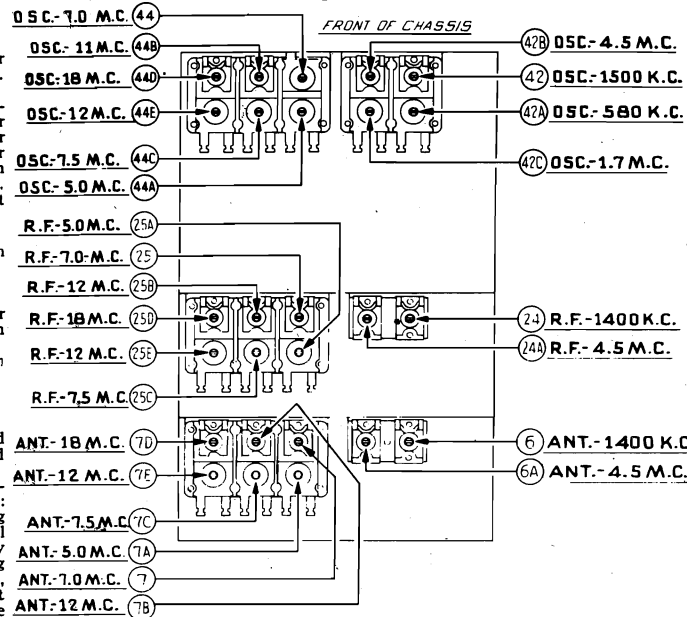 OSC.-7.0 M.C. 44
FRONT OF CHASSIS
OSC.-11 M.C. 44B
42B OSC.-4.5 M.C.
OSC.-18 M.C. 44D
42 OSC.-1500 K.C.
OSC.-12 M.C. 44E
42A OSC.-580 K.C.
OSC.-7.5 M.C. 44C
42C OSC.-1.7 M.C.
OSC.-5.0 M.C. 44A
R.F.-5.0 M.C. 25A
R.F.-7.0-M.C. 25
R.F.-12 M.C. 25B
R.F.-18 M.C. 25D
24 R.F.-1400 K.C.
R.F.-12 M.C. 25E
24A R.F.-4.5 M.C.
R.F.-7.5 M.C. 25C
ANT.-18 M.C. 7D
6 ANT.-1400 K.C
ANT.-12 M.C. 7E
6A ANT.-4.5 M.C.
ANT.-7.5 M.C. 7C
ANT.-5.0 M.C. 7A
ANT.-7.0 M.C. 7
ANT.-12 M.C. 7B